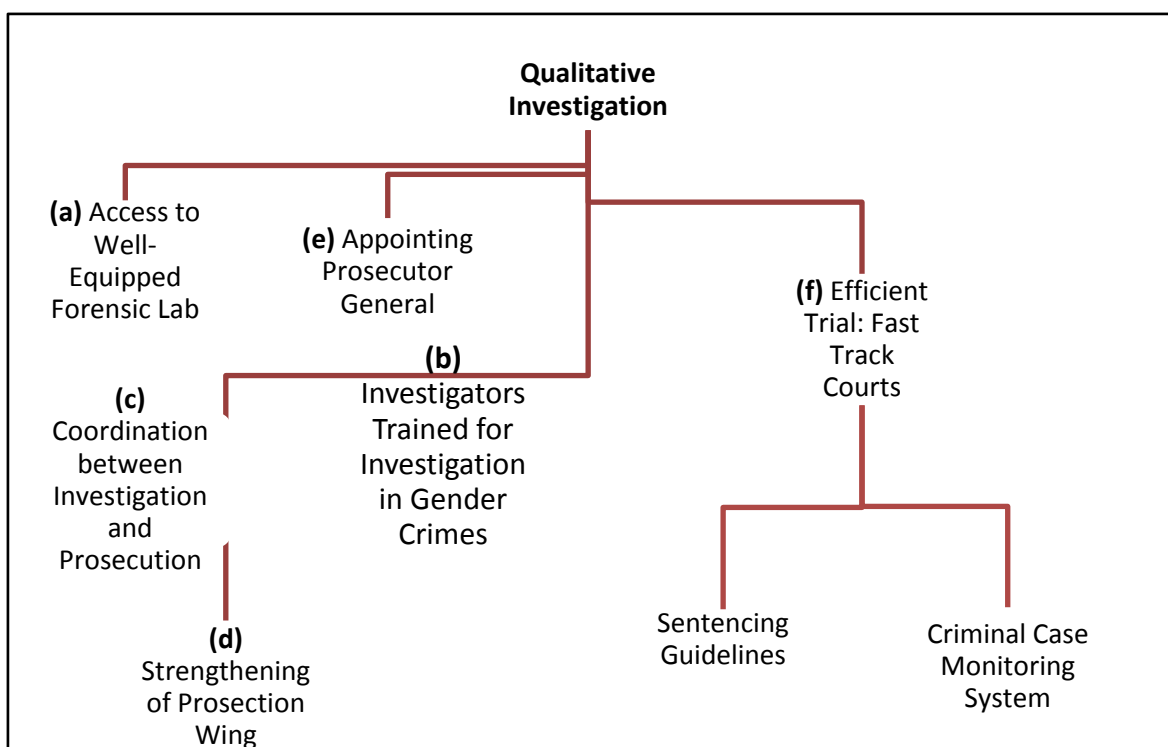 Qualitative
Investigation
(a) Access to
Well-
Equipped
Forensic Lab
(e) Appointing
Prosecutor
General
(f) Efficient
Trial: Fast
Track
Courts
(b)
Investigators
Trained for
Investigation
in Gender
Crimes
(c)
Coordination
between
Investigation
and
Prosecution
(d)
Strengthening
of Prosection
Wing
Sentencing
Guidelines
Criminal Case
Monitoring
System